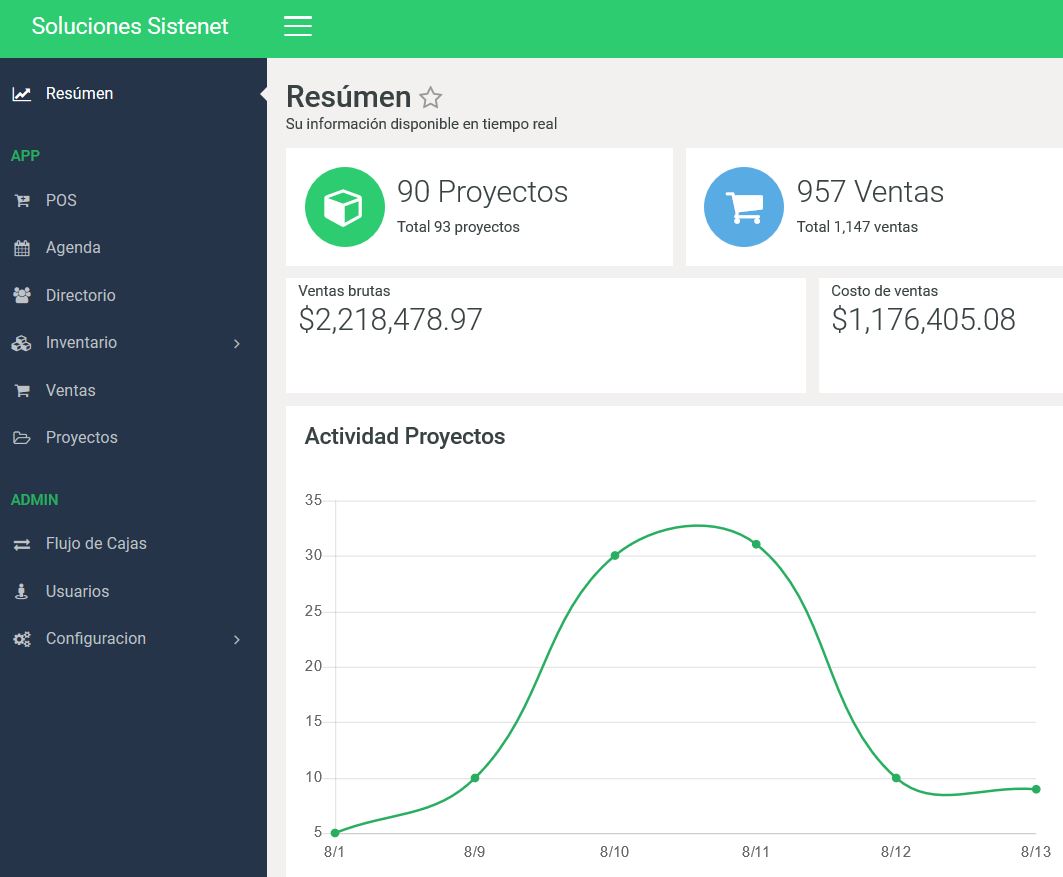 Soluciones Sistenet
Resúmen
APP
POS
Agenda
Directorio
Inventario
Ventas
Proyectos
ADMIN
Flujo de Cajas
Usuarios
Configuracion
Resúmen
Su información disponible en tiempo real
90 Proyectos
Total 93 proyectos
957 Ventas
Total 1,147 ventas
Ventas brutas
$2,218,478.97
Costo de ventas
$1,176,405.08
Actividad Proyectos
35
30
25
20
15
10
5
8/1 8/9 8/10 8/11 8/12 8/13